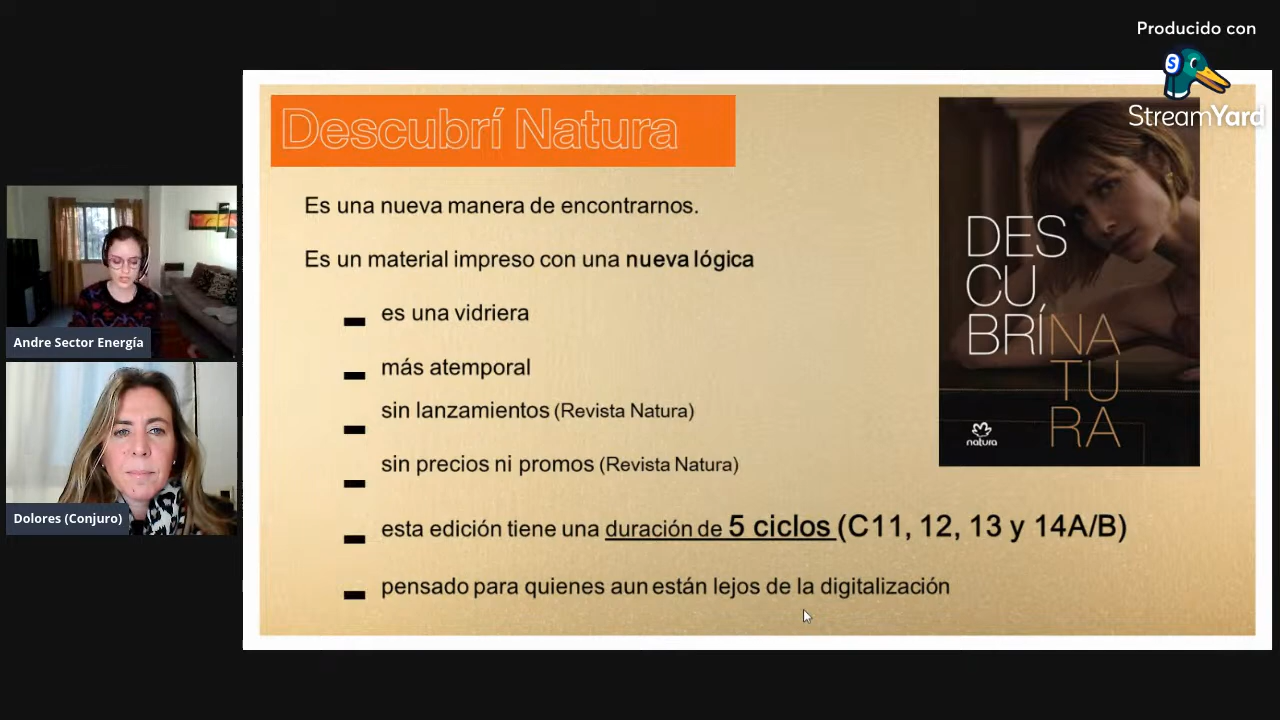 Producido con
StreamYard
Descubrí Natura
Es una nueva manera de encontrarnos.
Es un material impreso con una nueva lógica
es una vidriera
más atemporal
sin lanzamientos (Revista Natura)
sin precios ni promos (Revista Natura)
esta edición tiene una duración de 5 ciclos (C11, 12, 13 y 14A/B)
pensado para quienes aun están lejos de la digitalización
DES
CU
BRÍNA
TU
RA
natura
Andre Sector Energía
Dolores (Conjuro)